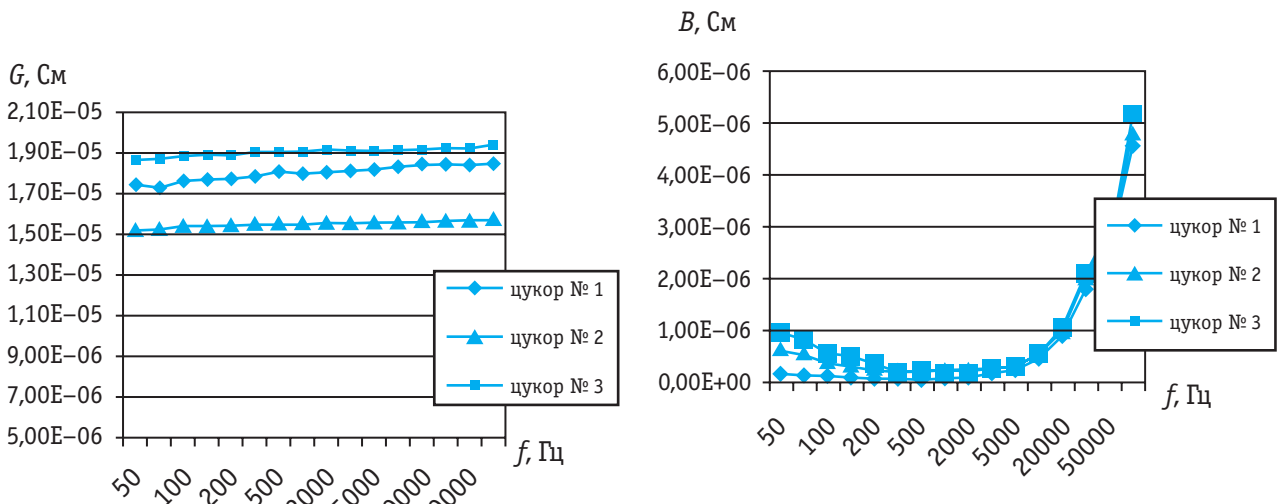 G, См
2,10E–05
1,90E–05
1,70E–05
1,50E–05
1,30E–05
1,10E–05
9,00E–06
7,00E–06
5,00E–06
50
100
200
500
f, Гц
цукор № 1
цукор № 2
цукор № 3
B, См
6,00E–06
5,00E–06
4,00E–06
3,00E–06
2,00E–06
1,00E–06
0,00E+00
50
100
200
500
2000
5000
20000
50000
f, Гц
цукор № 1
цукор № 2
цукор № 3